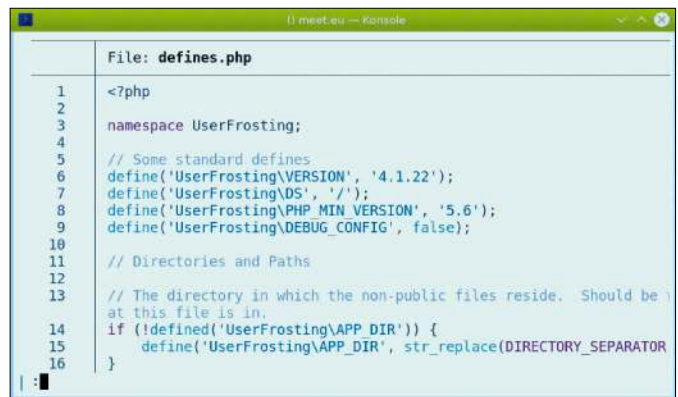 () meet.eu — Konsole
File: defines.php
1 <?php
2
3 namespace UserFrosting;
4
5 // Some standard defines
6 define('UserFrosting\VERSION', '4.1.22');
7 define('UserFrosting\DS', '/');
8 define('UserFrosting\PHP_MIN_VERSION', '5.6');
9 define('UserFrosting\DEBUG_CONFIG', false);
10
11 // Directories and Paths
12
13 // The directory in which the non-public files reside.  Should be
at this file is in.
14 if (!defined('UserFrosting\APP_DIR')) {
15     define('UserFrosting\APP_DIR', str_replace(DIRECTORY_SEPARATOR
16 }
: